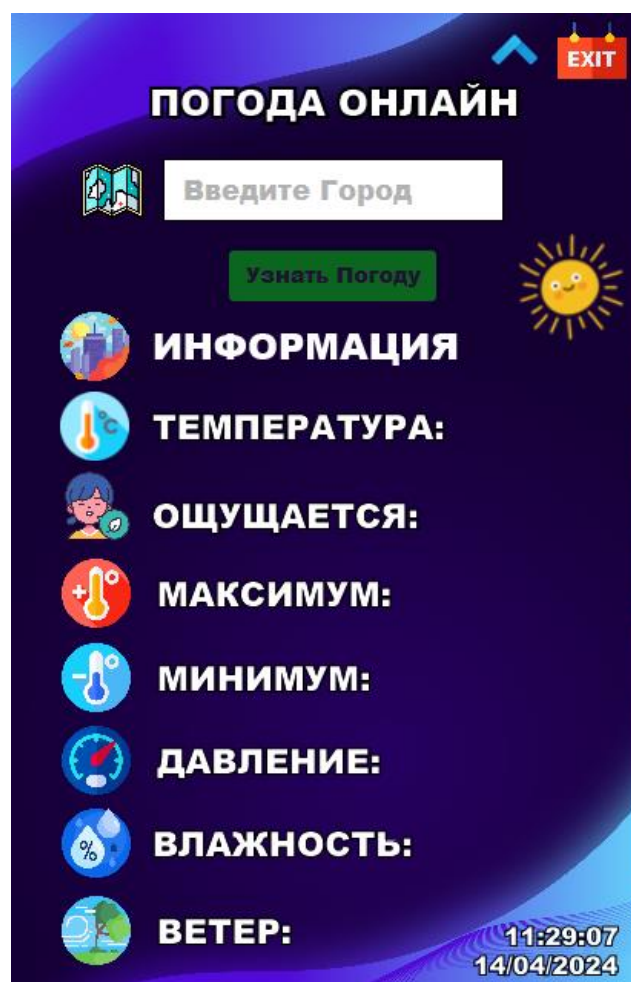 EXIT
ПОГОДА ОНЛАЙН
Введите Город
Узнать Погоду
ИНФОРМАЦИЯ
°C
ТЕМПЕРАТУРА:
ОЩУЩАЕТСЯ:
МАКСИМУМ:
МИНИМУМ:
ДАВЛЕНИЕ:
%
ВЛАЖНОСТЬ:
ВЕТЕР:
11:29:07
14/04/2024